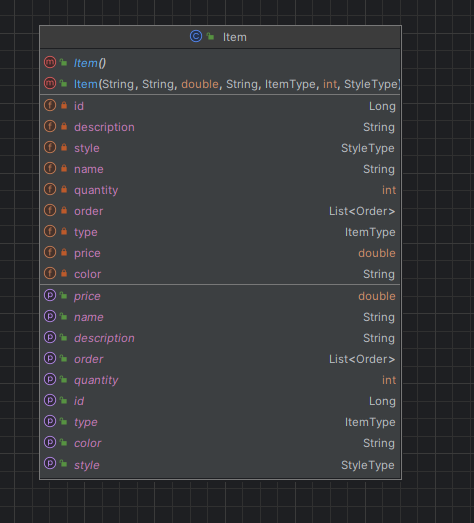 C Item
m Item()
m Item(String, String, double, String, ItemType, int, StyleType)
f id Long
f description String
f style StyleType
f name String
f quantity int
f order List<Order>
f type ItemType
f price double
f color String
p price double
p name String
p description String
p order List<Order>
p quantity int
p id Long
p type ItemType
p color String
p style StyleType